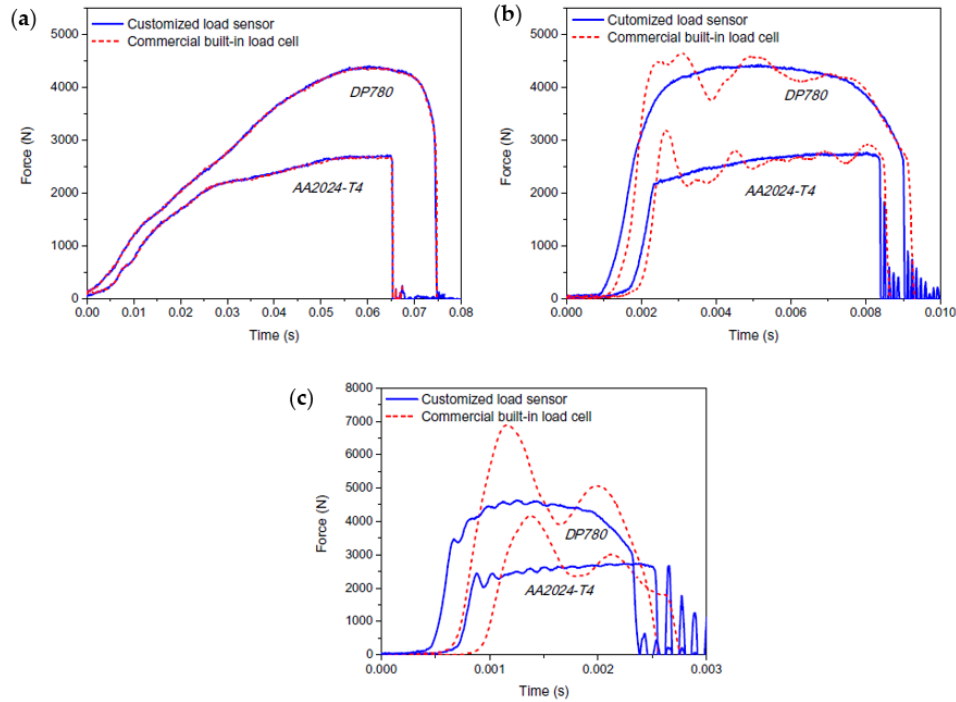 (a)
Customized load sensor
Commercial built-in load cell
5000
4000
3000
2000
1000
0
Force (N)
DP780
AA2024-T4
0.00 0.01 0.02 0.03 0.04 0.05 0.06 0.07 0.08
Time (s)
(b)
Cutomized load sensor
Commercial built-in load cell
5000
4000
3000
2000
1000
0
Force (N)
DP780
AA2024-T4
0.000 0.002 0.004 0.006 0.008 0.010
Time (s)
(c)
Customized load sensor
Commercial built-in load cell
8000
7000
6000
5000
4000
3000
2000
1000
0
Force (N)
DP780
AA2024-T4
0.000 0.001 0.002 0.003
Time (s)